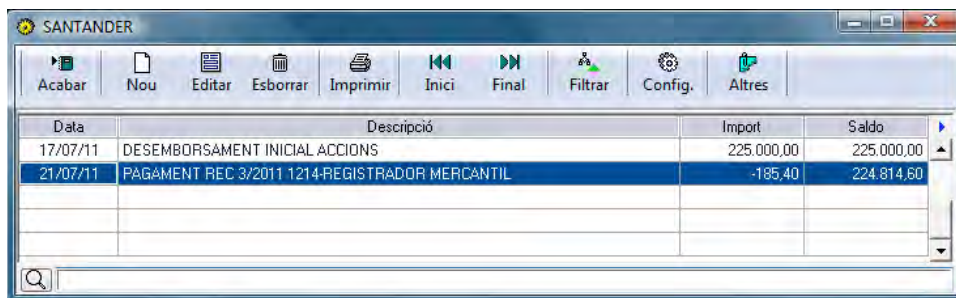 SANTANDER
Acabar Nou Editar Esborrar Imprimir Inici Final Filtrar Config. Altres
Data Descripció Import Saldo
17/07/11 DESEMBORSAMENT INICIAL ACCIONS 225.000,00 225.000,00
21/07/11 PAGAMENT REC 3/2011 1214-REGISTRADOR MERCANTIL -185,40 224.814,60